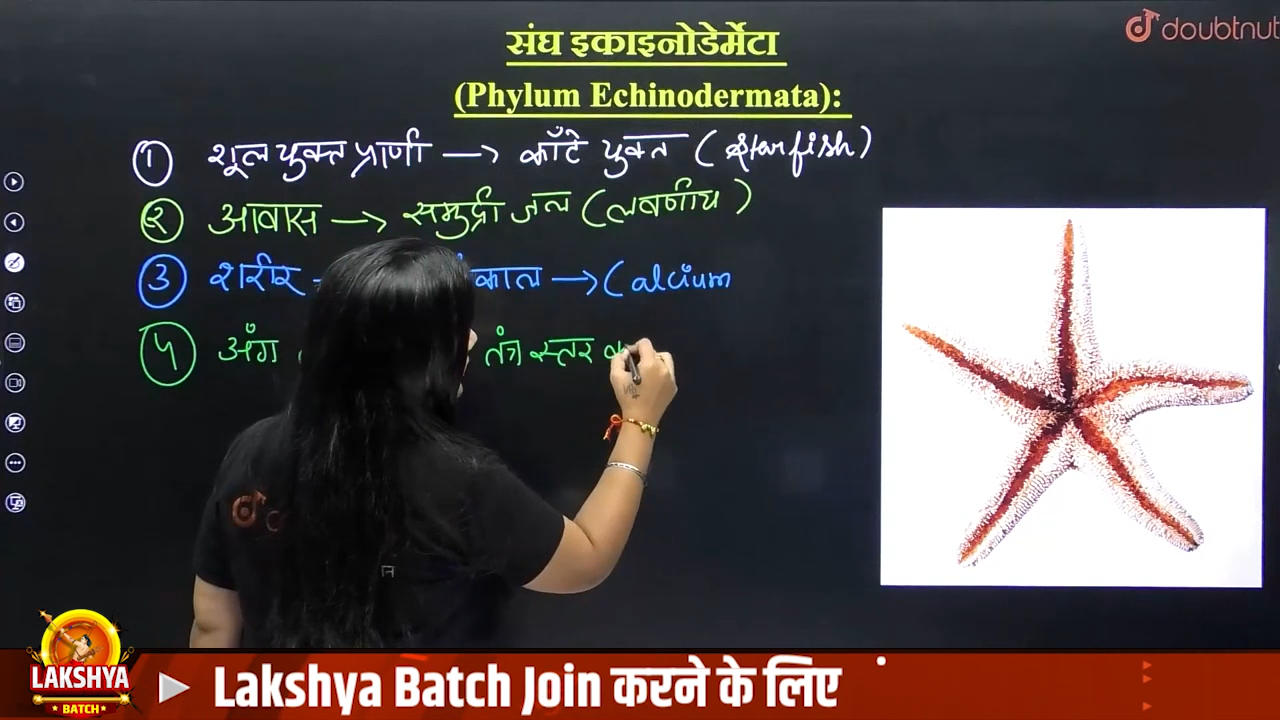 doubtnut
संघ इकाइनोडेर्मेटा
(Phylum Echinodermata):
1 शूल युक्त प्राणी → काँटे युक्त (Starfish)
2 आवास → समुद्री जल (लवणीय)
3 शरीर → Calcium
4 अंग तंत्र स्तर
LAKSHYA
BATCH
Lakshya Batch Join करने के लिए